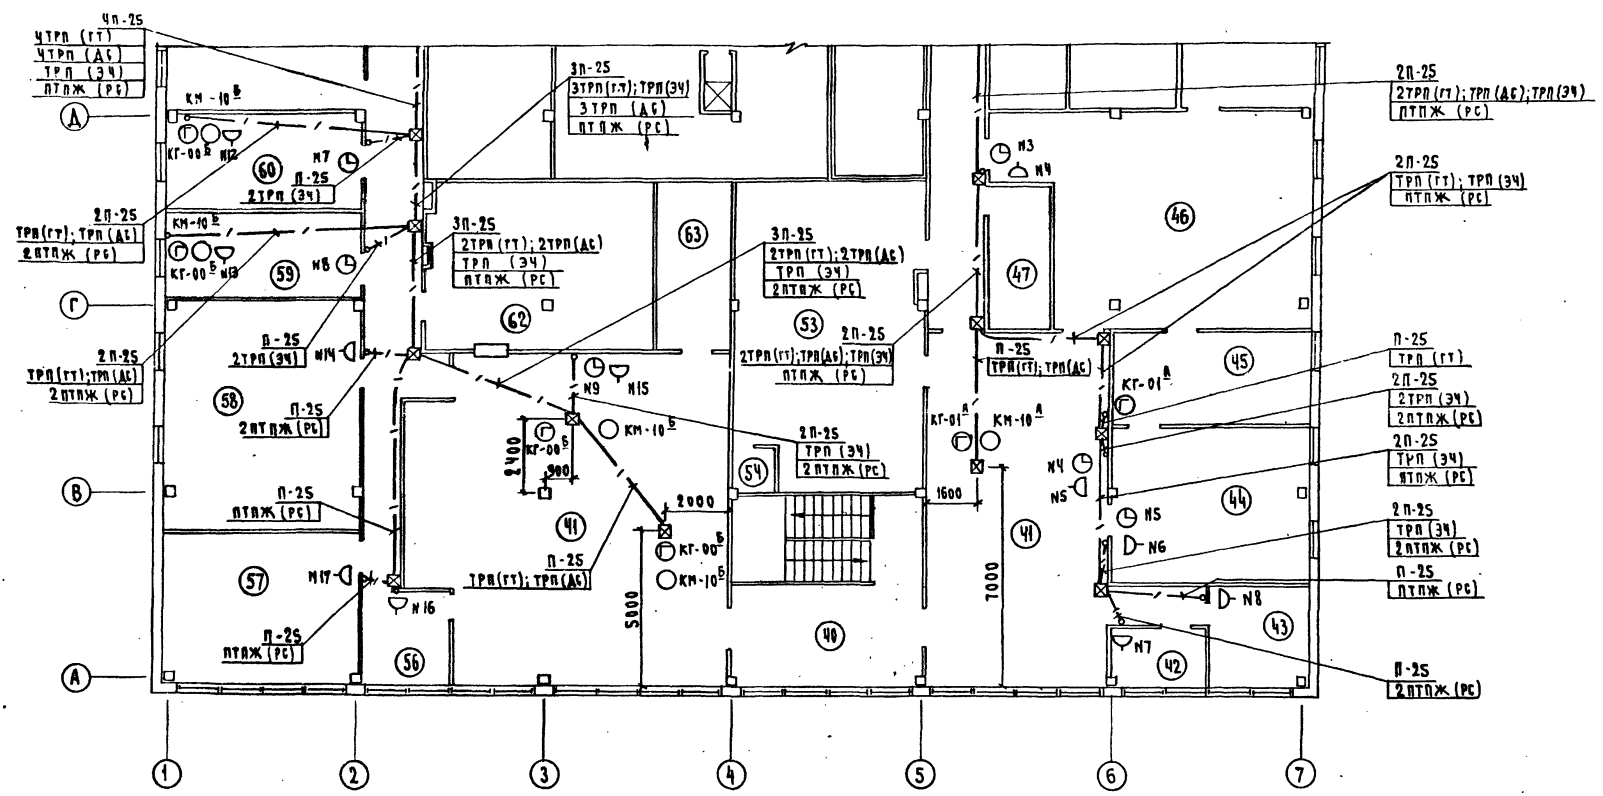 4П-25
4ТРП (ГТ)
4ТРП (ДС)
ТРП (ЭЧ)
ПТПЖ (РС)
Д
КМ-10Б
КГ-00Б
N12
60
N7
П-25
2ТРП (ЭЧ)
3П-25
3ТРП(ГТ); ТРП(ЭЧ)
3ТРП (ДС)
ПТПЖ (РС)
2П-25
2ТРП(ГТ); ТРП(ДС); ТРП(ЭЧ)
ПТПЖ (РС)
N3
N4
2П-25
ТРП(ГТ); ТРП(ЭЧ)
ПТПЖ (РС)
2П-25
ТРП(ГТ); ТРП(ДС)
2ПТПЖ (РС)
КМ-10Б
КГ-00Б
N13
59
N8
3П-25
2ТРП(ГТ); 2ТРП(ДС)
ТРП (ЭЧ)
ПТПЖ (РС)
63
3П-25
2ТРП(ГТ); 2ТРП(ДС)
ТРП (ЭЧ)
2ПТПЖ (РС)
46
47
Г
62
53
П-25
2ТРП(ЭЧ)
N14
2П-25
2ТРП(ГТ); ТРП(ДС); ТРП(ЭЧ)
ПТПЖ (РС)
П-25
ТРП(ГТ); ТРП(ДС)
45
П-25
ТРП (ГТ)
2П-25
ТРП(ГТ); ТРП(ДС)
2ПТПЖ (РС)
58
П-25
2ПТПЖ (РС)
N9
N15
КГ-01А
2П-25
2ТРП (ЭЧ)
2ПТПЖ (РС)
КГ-00Б
КМ-10Б
2400
900
2П-25
ТРП (ЭЧ)
2ПТПЖ (РС)
КГ-01А
КМ-10А
2П-25
ТРП (ЭЧ)
ПТПЖ (РС)
N4
N5
54
В
П-25
ПТПЖ (РС)
41
2000
1600
41
44
N5
N6
2П-25
ТРП (ЭЧ)
2ПТПЖ (РС)
КГ-00Б
КМ-10Б
П-25
ТРП(ГТ); ТРП(ДС)
57
N17
N16
5000
7000
П-25
ПТПЖ (РС)
N8
43
П-25
ПТПЖ (РС)
56
40
N7
42
П-25
2ПТПЖ (РС)
А
1
2
3
4
5
6
7